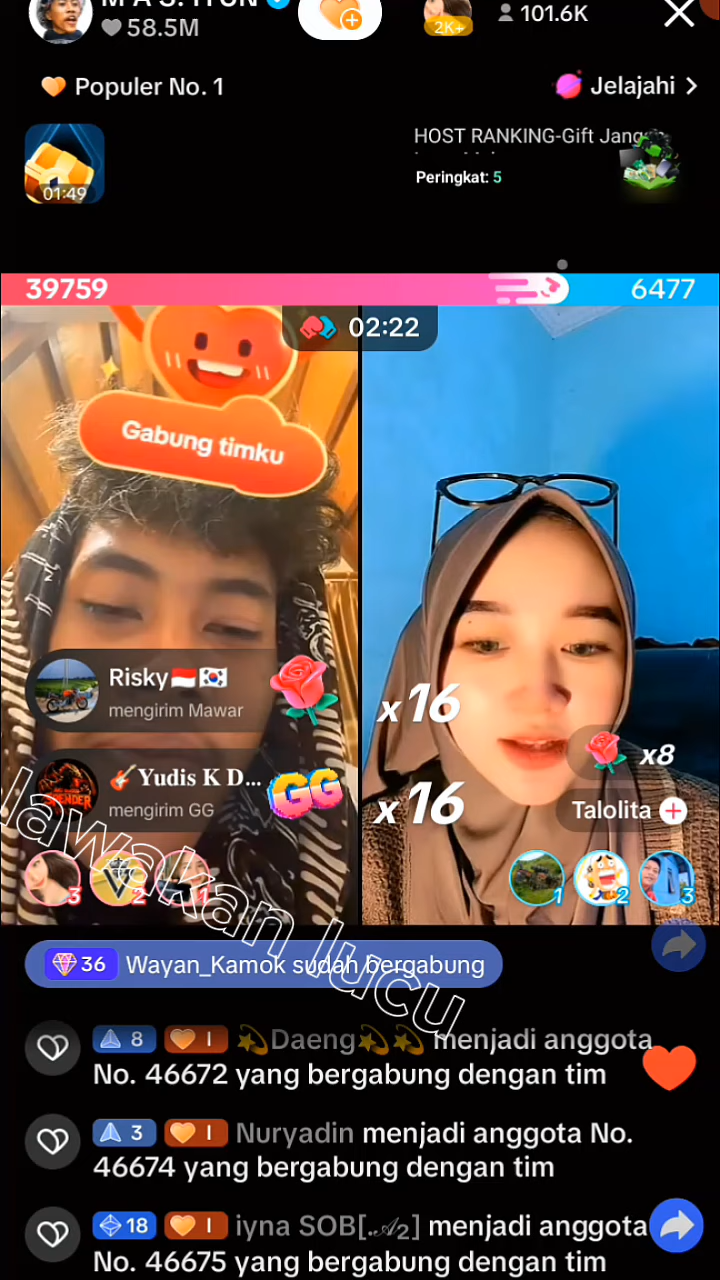 58.5M
2K+
101.6K
Populer No. 1
Jelajahi >
01:49
HOST RANKING-Gift
Peringkat: 5
39759
6477
02:22
Gabung timku
Risky
mengirim Mawar
x16
x8
🎸Yudis K D...
mengirim GG
GG
x16
Talolita +
3
2
1
1
2
3
lawakan lucu
36 Wayan_Kamok sudah bergabung
8 I 💫Daeng💫💫 menjadi anggota
No. 46672 yang bergabung dengan tim
3 I Nuryadin menjadi anggota No.
46674 yang bergabung dengan tim
18 I iyna SOB[.𝒜₂] menjadi anggota
No. 46675 yang bergabung dengan tim